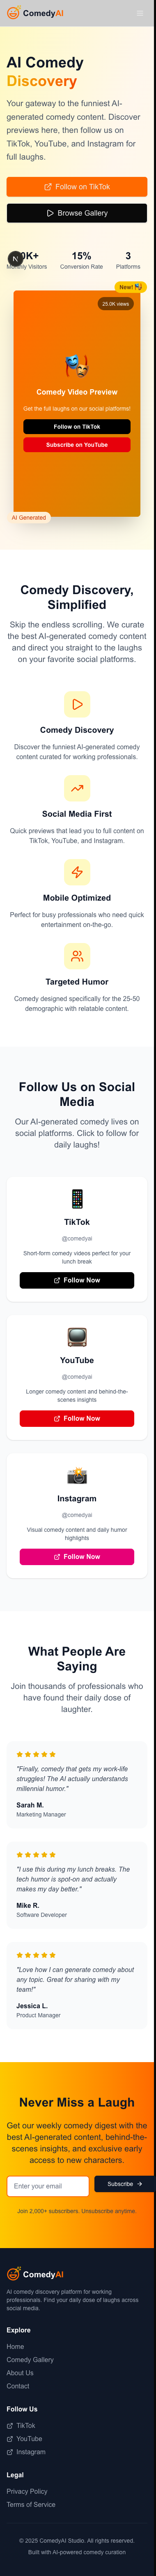 ComedyAI
AI Comedy
Discovery
Your gateway to the funniest AI-
generated comedy content. Discover
previews here, then follow us on
TikTok, YouTube, and Instagram for
full laughs.
Follow on TikTok
Browse Gallery
0K+
15%
3
Monthly Visitors
Conversion Rate
Platforms
N
New!
25.0K views
Comedy Video Preview
Get the full laughs on our social platforms!
Follow on TikTok
Subscribe on YouTube
AI Generated
Comedy Discovery,
Simplified
Skip the endless scrolling. We curate
the best AI-generated comedy content
and direct you straight to the laughs
on your favorite social platforms.
Comedy Discovery
Discover the funniest AI-generated comedy
content curated for working professionals.
Social Media First
Quick previews that lead you to full content on
TikTok, YouTube, and Instagram.
Mobile Optimized
Perfect for busy professionals who need quick
entertainment on-the-go.
Targeted Humor
Comedy designed specifically for the 25-50
demographic with relatable content.
Follow Us on Social
Media
Our AI-generated comedy lives on
social platforms. Click to follow for
daily laughs!
TikTok
@comedyai
Short-form comedy videos perfect for your
lunch break
Follow Now
YouTube
@comedyai
Longer comedy content and behind-the-
scenes insights
Follow Now
Instagram
@comedyai
Visual comedy content and daily humor
highlights
Follow Now
What People Are
Saying
Join thousands of professionals who
have found their daily dose of
laughter.
"Finally, comedy that gets my work-life
struggles! The AI actually understands
millennial humor."
Sarah M.
Marketing Manager
"I use this during my lunch breaks. The
tech humor is spot-on and actually
makes my day better."
Mike R.
Software Developer
"Love how I can generate comedy about
any topic. Great for sharing with my
team!"
Jessica L.
Product Manager
Never Miss a Laugh
Get our weekly comedy digest with the
best AI-generated content, behind-the-
scenes insights, and exclusive early
access to new characters.
Enter your email
Subscribe
Join 2,000+ subscribers. Unsubscribe anytime.
ComedyAI
AI comedy discovery platform for working
professionals. Find your daily dose of laughs across
social media.
Explore
Home
Comedy Gallery
About Us
Contact
Follow Us
TikTok
YouTube
Instagram
Legal
Privacy Policy
Terms of Service
© 2025 ComedyAI Studio. All rights reserved.
Built with AI-powered comedy curation